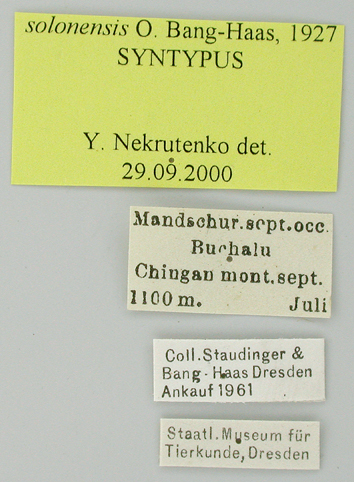 solonensis O. Bang-Haas, 1927
SYNTYPUS
Y. Nekrutenko det.
29.09.2000
Mandschur.sept.occ.
Buchalu
Chingan mont.sept.
1100 m. Juli
Coll.Staudinger &
Bang-Haas Dresden
Ankauf 1961
Staatl. Museum für
Tierkunde, Dresden